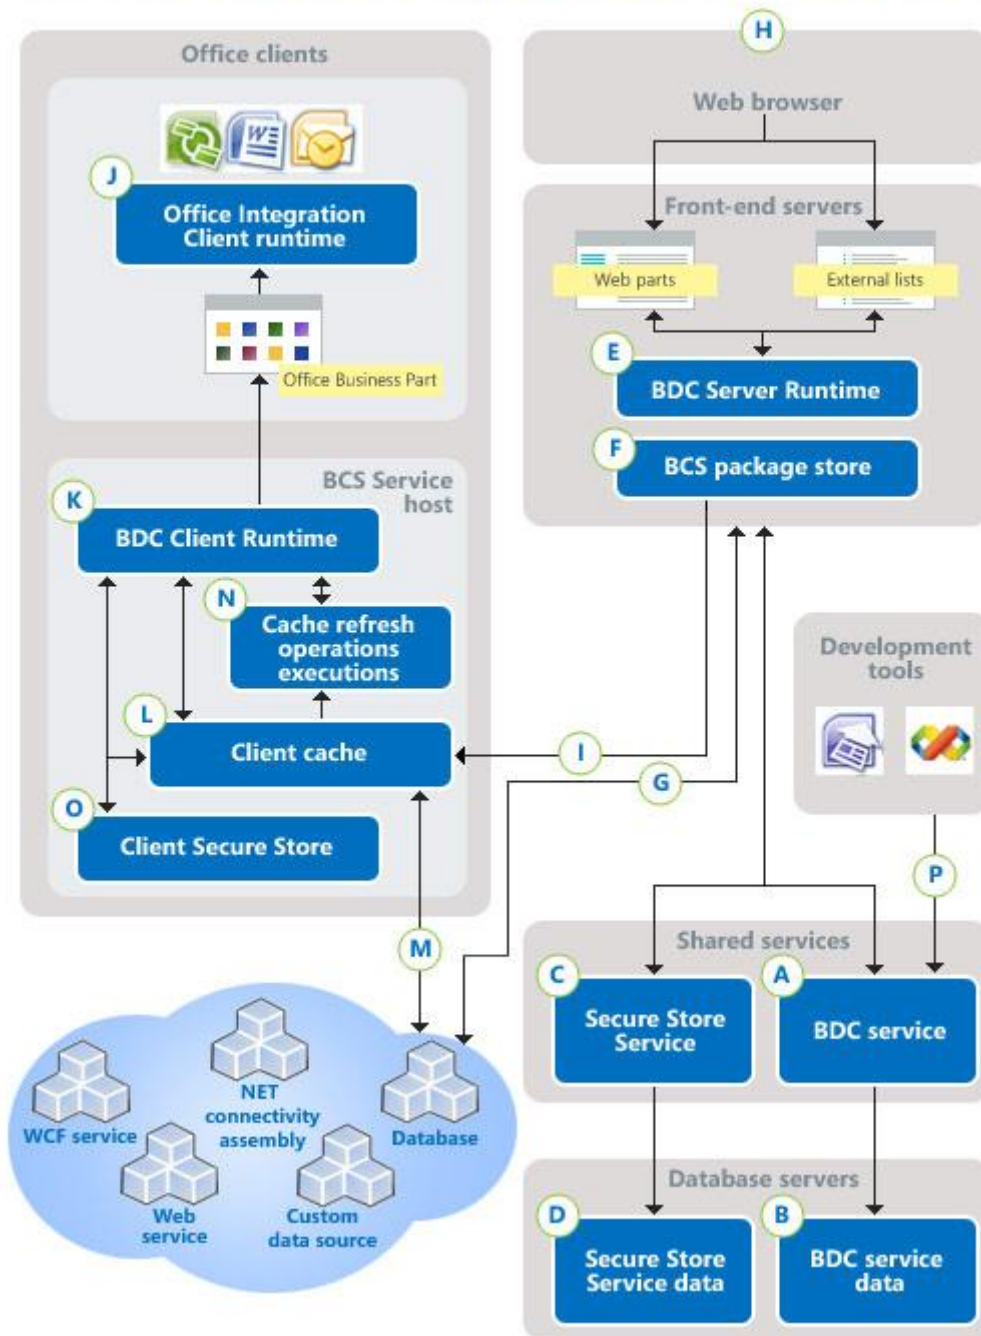 H
Office clients
Web browser
J
Office Integration
Client runtime
Front-end servers
Web parts
External lists
Office Business Part
E
BDC Server Runtime
F
BCS package store
BCS Service
host
K
BDC Client Runtime
N
Cache refresh
operations
executions
Development
tools
L
Client cache
I
G
O
Client Secure Store
P
M
Shared services
C
Secure Store
Service
A
BDC service
WCF service
NET
connectivity
assembly
Database
Web
service
Custom
data source
Database servers
D
Secure Store
Service data
B
BDC service
data